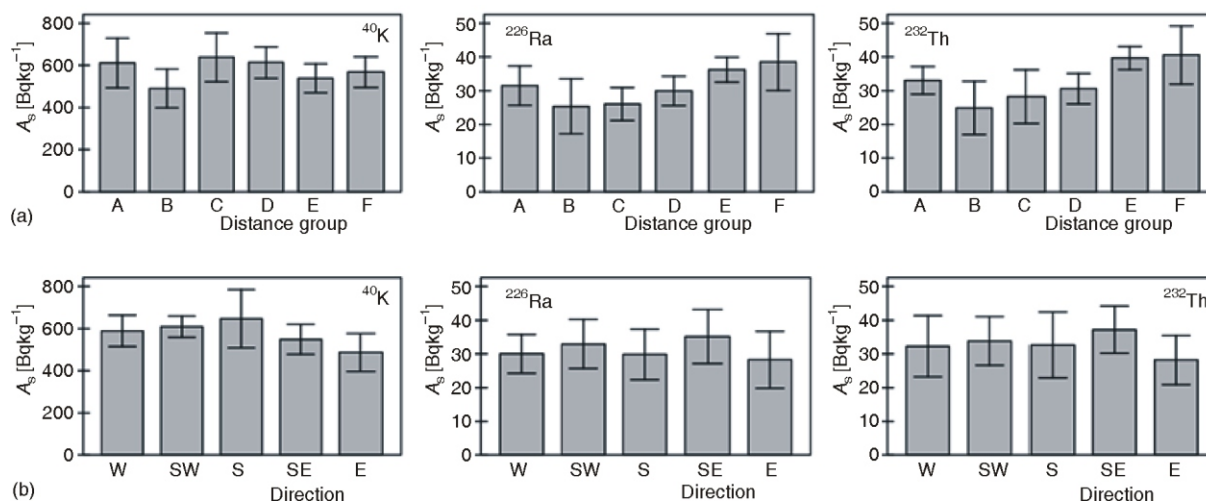 800
600
400
200
0
A_s [Bqkg⁻¹]
⁴⁰K
A B C D E F
Distance group
50
40
30
20
10
0
A_s [Bqkg⁻¹]
²²⁶Ra
A B C D E F
Distance group
50
40
30
20
10
0
A_s [Bqkg⁻¹]
²³²Th
A B C D E F
Distance group
(a)
800
600
400
200
0
A_s [Bqkg⁻¹]
⁴⁰K
W SW S SE E
Direction
50
40
30
20
10
0
A_s [Bqkg⁻¹]
²²⁶Ra
W SW S SE E
Direction
50
40
30
20
10
0
A_s [Bqkg⁻¹]
²³²Th
W SW S SE E
Direction
(b)